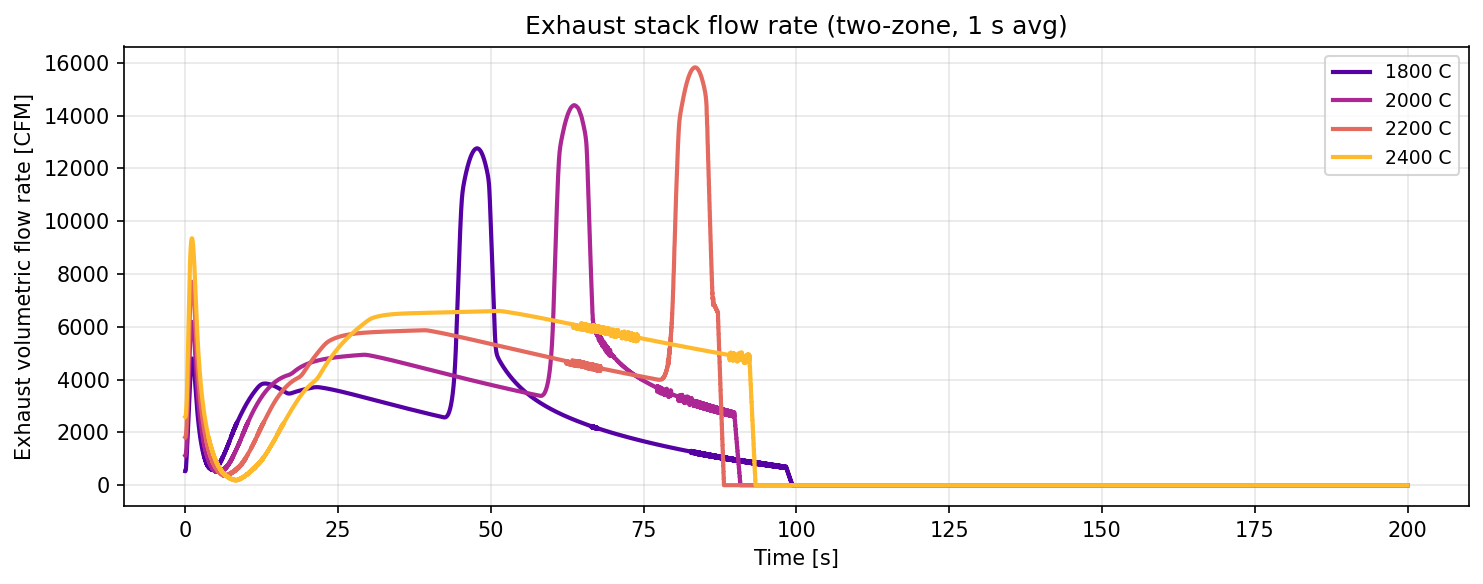 Exhaust stack flow rate (two-zone, 1 s avg)
Exhaust volumetric flow rate [CFM]
16000
14000
12000
10000
8000
6000
4000
2000
0
1800 C
2000 C
2200 C
2400 C
0 25 50 75 100 125 150 175 200
Time [s]